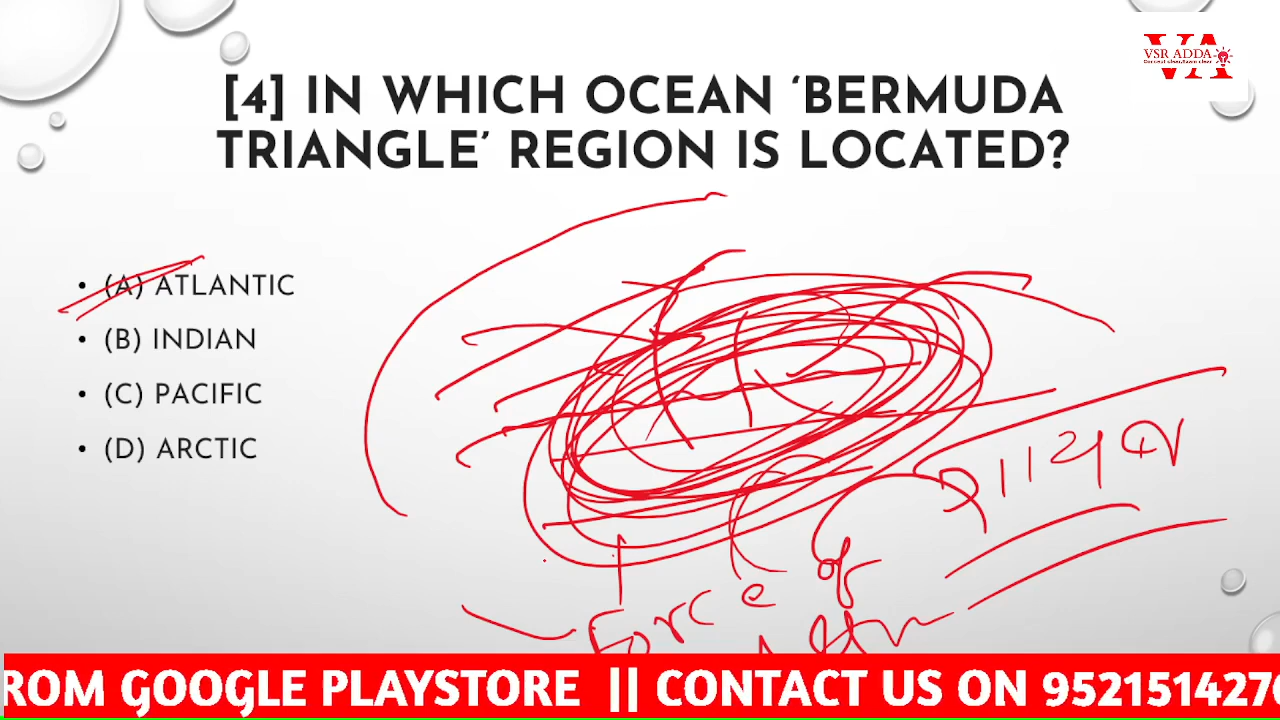 VSR ADDA
[4] IN WHICH OCEAN ‘BERMUDA
TRIANGLE’ REGION IS LOCATED?
• (A) ATLANTIC
• (B) INDIAN
• (C) PACIFIC
• (D) ARCTIC
गायब
Force of
ROM GOOGLE PLAYSTORE || CONTACT US ON 952151427